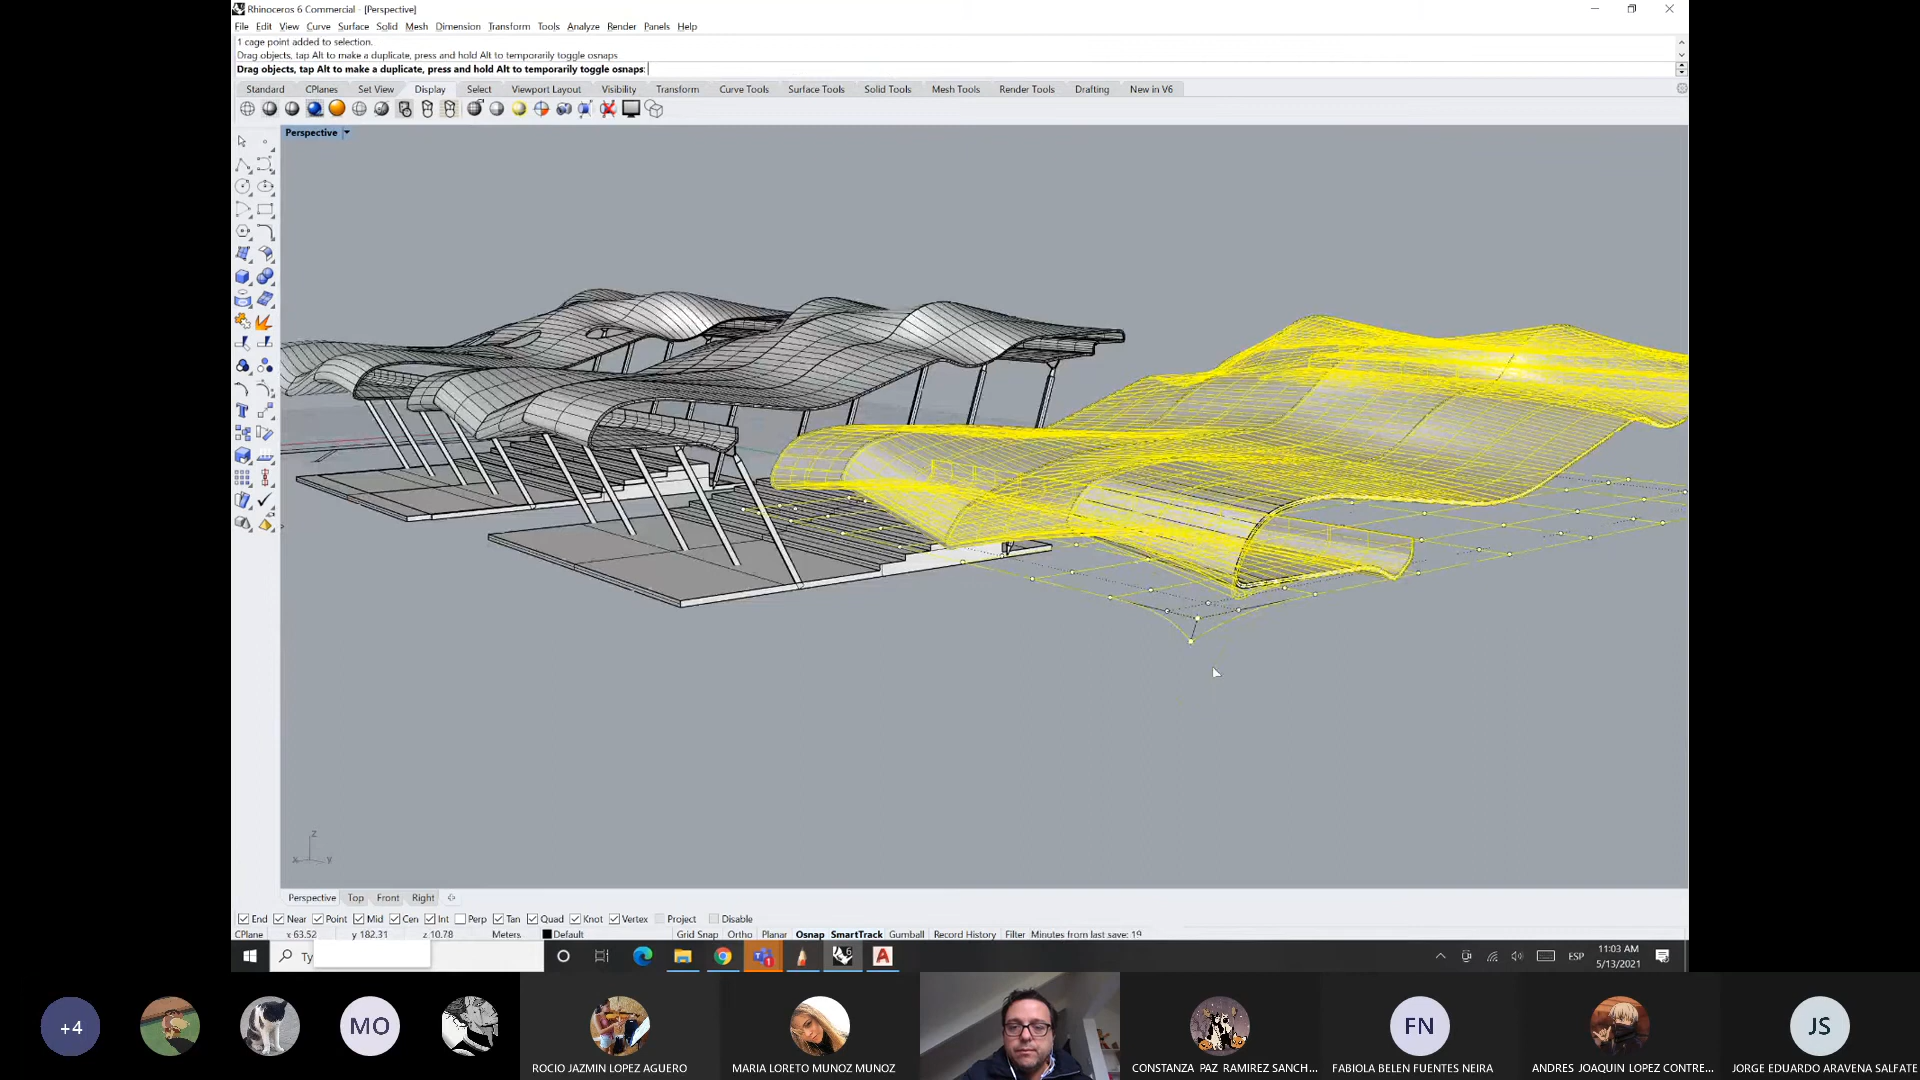 Rhinoceros 6 Commercial - [Perspective]
File Edit View Curve Surface Solid Mesh Dimension Transform Tools Analyze Render Panels Help
1 cage point added to selection.
Drag objects, tap Alt to make a duplicate, press and hold Alt to temporarily toggle osnaps
Drag objects, tap Alt to make a duplicate, press and hold Alt to temporarily toggle osnaps:
Standard CPlanes Set View Display Select Viewport Layout Visibility Transform Curve Tools Surface Tools Solid Tools Mesh Tools Render Tools Drafting New in V6
Perspective
z
x y
Perspective Top Front Right
End Near Point Mid Cen Int Perp Tan Quad Knot Vertex Project Disable
CPlane x 63.52 y 182.31 z 10.78 Meters Default Grid Snap Ortho Planar Osnap SmartTrack Gumball Record History Filter Minutes from last save: 19
Ty
ESP
11:03 AM
5/13/2021
+4
MO
FN
JS
ROCIO JAZMIN LOPEZ AGUERO
MARIA LORETO MUNOZ MUNOZ
CONSTANZA PAZ RAMIREZ SANCH...
FABIOLA BELEN FUENTES NEIRA
ANDRES JOAQUIN LOPEZ CONTRE...
JORGE EDUARDO ARAVENA SALFATE